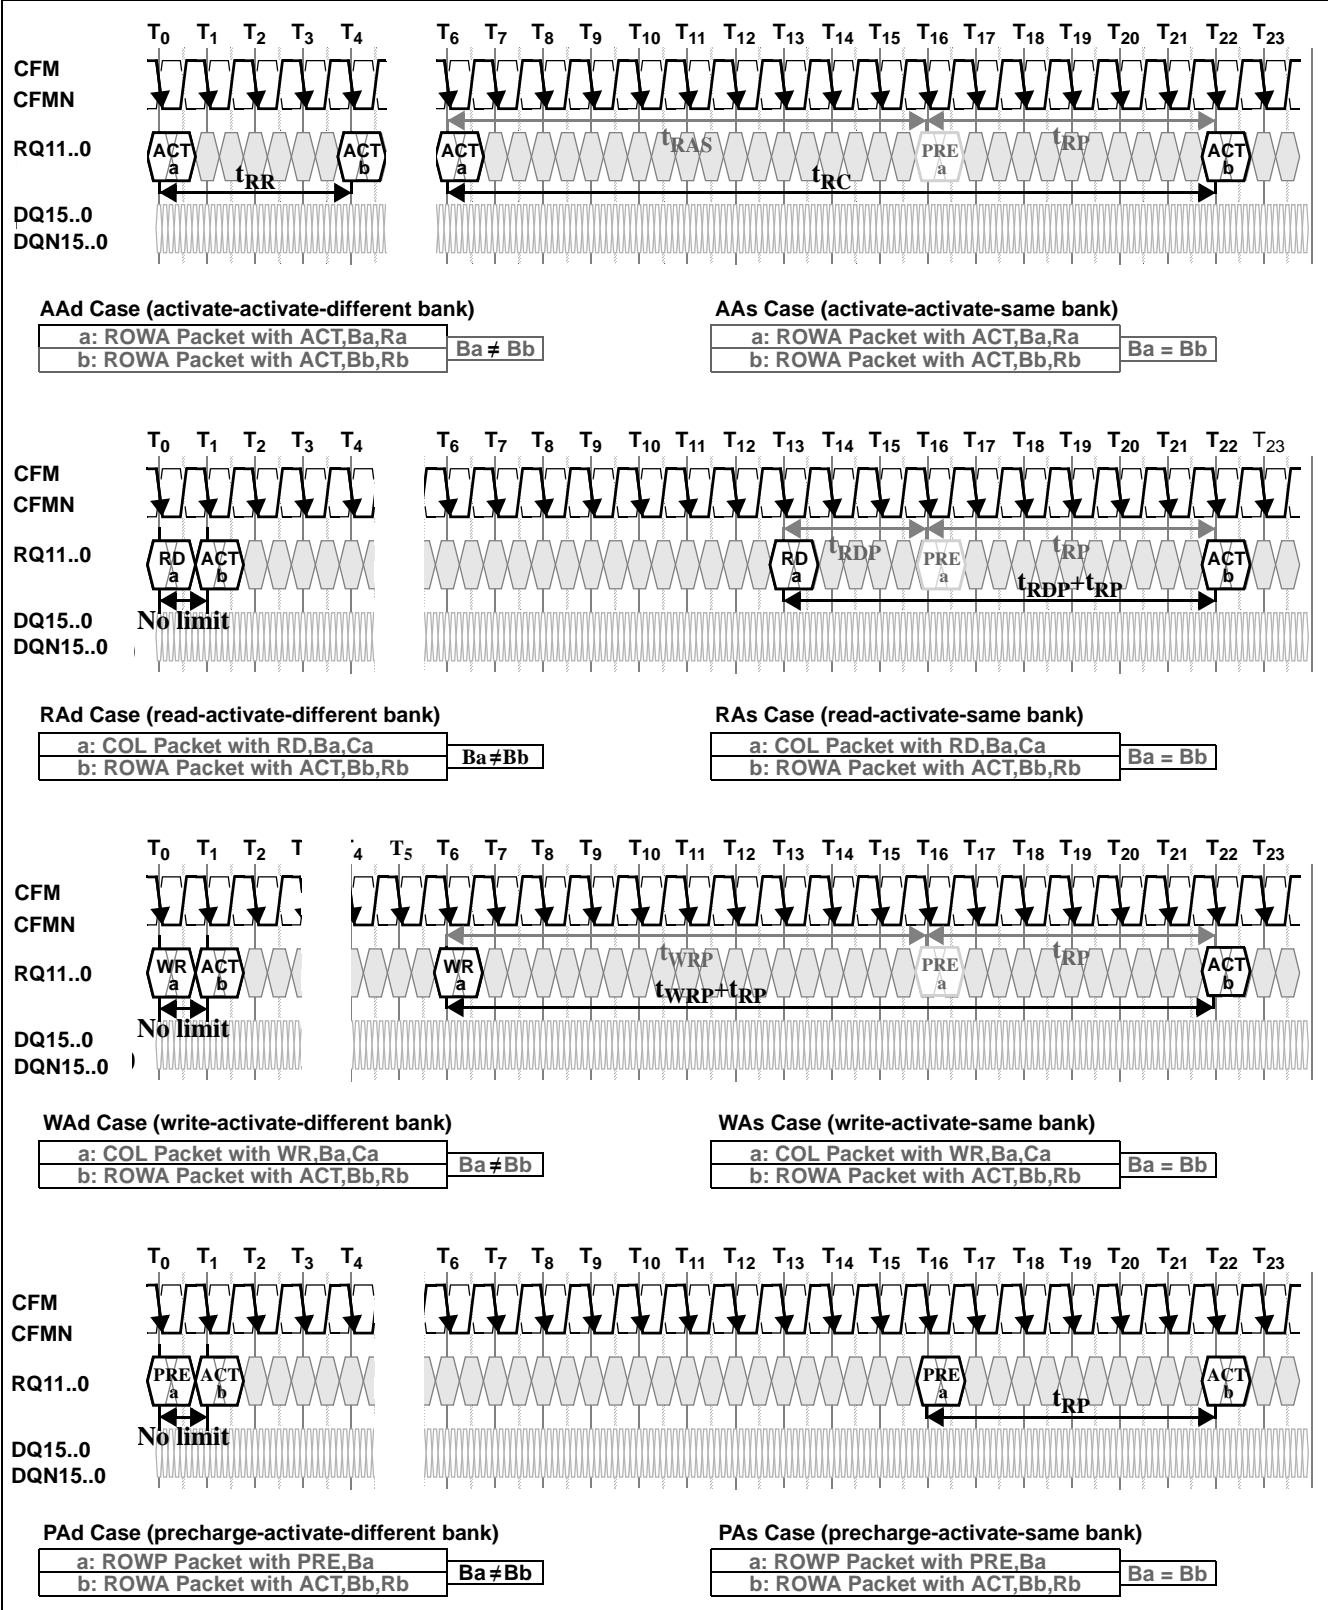 T0 T1 T2 T3 T4 T6 T7 T8 T9 T10 T11 T12 T13 T14 T15 T16 T17 T18 T19 T20 T21 T22 T23
CFM
CFMN
tRAS tRP
RQ11..0 ACT a ACT b ACT a PRE a ACT b
tRR tRC
DQ15..0
DQN15..0
AAd Case (activate-activate-different bank) AAs Case (activate-activate-same bank)
a: ROWA Packet with ACT,Ba,Ra a: ROWA Packet with ACT,Ba,Ra
Ba ≠ Bb Ba = Bb
b: ROWA Packet with ACT,Bb,Rb b: ROWA Packet with ACT,Bb,Rb
T0 T1 T2 T3 T4 T6 T7 T8 T9 T10 T11 T12 T13 T14 T15 T16 T17 T18 T19 T20 T21 T22 T23
CFM
CFMN
tRDP tRP
RQ11..0 RD a ACT b RD a PRE a ACT b
tRDP+tRP
No limit
DQ15..0
DQN15..0
RAd Case (read-activate-different bank) RAs Case (read-activate-same bank)
a: COL Packet with RD,Ba,Ca a: COL Packet with RD,Ba,Ca
Ba≠Bb Ba = Bb
b: ROWA Packet with ACT,Bb,Rb b: ROWA Packet with ACT,Bb,Rb
T0 T1 T2 T 4 T5 T6 T7 T8 T9 T10 T11 T12 T13 T14 T15 T16 T17 T18 T19 T20 T21 T22 T23
CFM
CFMN
tWRP tRP
RQ11..0 WR a ACT b WR a PRE a ACT b
tWRP+tRP
No limit
DQ15..0
DQN15..0
WAd Case (write-activate-different bank) WAs Case (write-activate-same bank)
a: COL Packet with WR,Ba,Ca a: COL Packet with WR,Ba,Ca
Ba≠Bb Ba = Bb
b: ROWA Packet with ACT,Bb,Rb b: ROWA Packet with ACT,Bb,Rb
T0 T1 T2 T3 T4 T6 T7 T8 T9 T10 T11 T12 T13 T14 T15 T16 T17 T18 T19 T20 T21 T22 T23
CFM
CFMN
RQ11..0 PRE a ACT b PRE a ACT b
tRP
No limit
DQ15..0
DQN15..0
PAd Case (precharge-activate-different bank) PAs Case (precharge-activate-same bank)
a: ROWP Packet with PRE,Ba a: ROWP Packet with PRE,Ba
Ba≠Bb Ba = Bb
b: ROWA Packet with ACT,Bb,Rb b: ROWA Packet with ACT,Bb,Rb